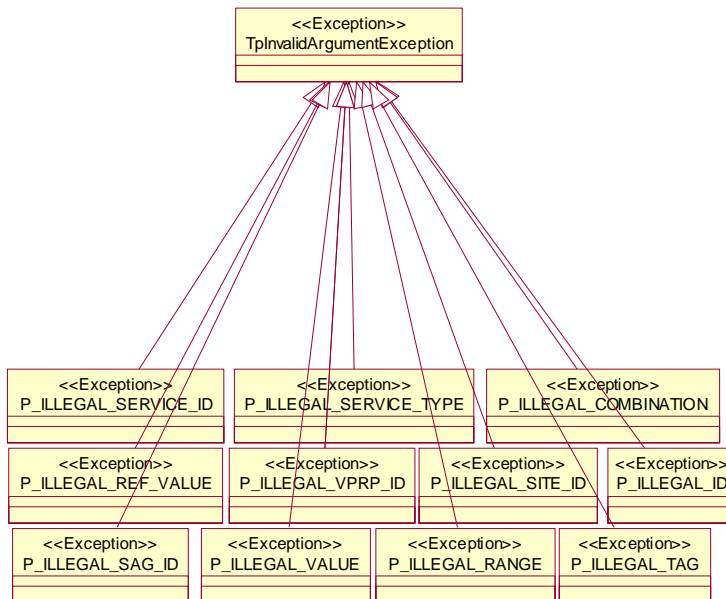 <<Exception>>
TpInvalidArgumentException
<<Exception>>
P_ILLEGAL_SERVICE_ID
<<Exception>>
P_ILLEGAL_SERVICE_TYPE
<<Exception>>
P_ILLEGAL_COMBINATION
<<Exception>>
P_ILLEGAL_REF_VALUE
<<Exception>>
P_ILLEGAL_VPRP_ID
<<Exception>>
P_ILLEGAL_SITE_ID
<<Exception>>
P_ILLEGAL_ID
<<Exception>>
P_ILLEGAL_SAG_ID
<<Exception>>
P_ILLEGAL_VALUE
<<Exception>>
P_ILLEGAL_RANGE
<<Exception>>
P_ILLEGAL_TAG